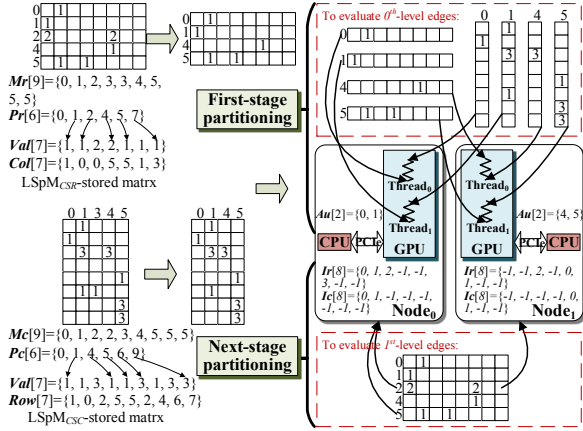 0 1
1 1
2 2 2
4 1
5 1 1
0 1
1 1
4 1
5 1 1
Mr[9]={0, 1, 2, 3, 3, 4, 5,
5, 5}
Pr[6]={0, 1, 2, 4, 5, 7}
Val[7]={1, 1, 2, 2, 1, 1, 1}
Col[7]={1, 0, 0, 5, 5, 1, 3}
LSpMCSR-stored matrx
0 1 3 4 5
1
1
3 3
1
1 1
3
3
0 1 4 5
1
1
3 3
1
1
3
3
Mc[9]={0, 1, 2, 2, 3, 4, 5, 5, 5}
Pc[6]={0, 1, 4, 5, 6, 9}
Val[7]={1, 1, 3, 1, 1, 3, 1, 3, 3}
Row[7]={1, 0, 2, 5, 5, 2, 4, 6, 7}
LSpMCSC-stored matrx
First-stage
partitioning
Next-stage
partitioning
To evaluate 0th-level edges:
0 1
1 1
4 1
5 1 1
0 1 4 5
1
1
3 3
1
1
3
3
Thread0
Thread1
GPU
Au[2]={0, 1}
CPU
PCIe
Ir[8]={0, 1, 2, -1, -1,
3, -1, -1}
Ic[8]={0, 1, -1, -1, -1,
-1, -1, -1}
Node0
Thread0
Thread1
GPU
Au[2]={4, 5}
PCIe
CPU
Ir[8]={-1, -1, 2, -1, 0,
1, -1, -1}
Ic[8]={-1, -1, -1, -1, 0,
1, -1, -1}
Node1
To evaluate 1st-level edges:
0 1
1 1
2 2 2
4 1
5 1 1